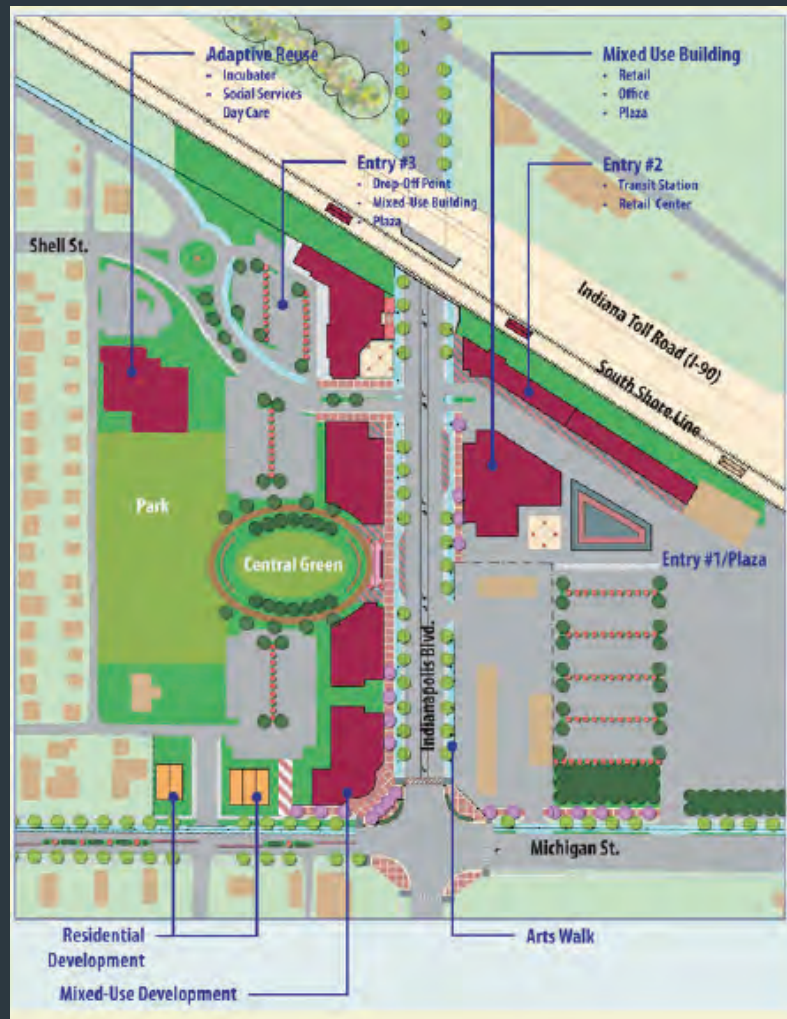 Adaptive Reuse
• Incubator
• Social Services
Day Care
Mixed Use Building
• Retail
• Office
• Plaza
Entry #3
• Drop-Off Point
• Mixed-Use Building
• Plaza
Entry #2
• Transit Station
• Retail Center
Shell St.
Indiana Toll Road (I-90)
South Shore Line
Park
Central Green
Entry #1/Plaza
Indianapolis Blvd.
Michigan St.
Residential
Development
Arts Walk
Mixed-Use Development